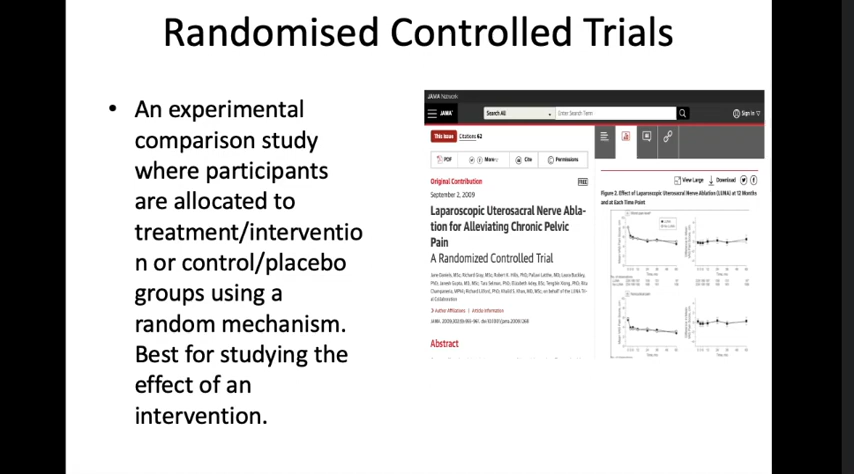 Randomised Controlled Trials
• An experimental
comparison study
where participants
are allocated to
treatment/interventio
n or control/placebo
groups using a
random mechanism.
Best for studying the
effect of an
intervention.
JAMA Network
JAMA
Search All
Enter Search Term
Sign In
This Issue
Citations 62
PDF
More
Cite
Permissions
Original Contribution
FREE
September 2, 2009
Laparoscopic Uterosacral Nerve Abla-
tion for Alleviating Chronic Pelvic
Pain
A Randomized Controlled Trial
Author Affiliations | Article Information
Abstract
View Large
Download
Figure 2. Effect of Laparoscopic Uterosacral Nerve Ablation (LUNA) at 12 Months
and at Each Time Point